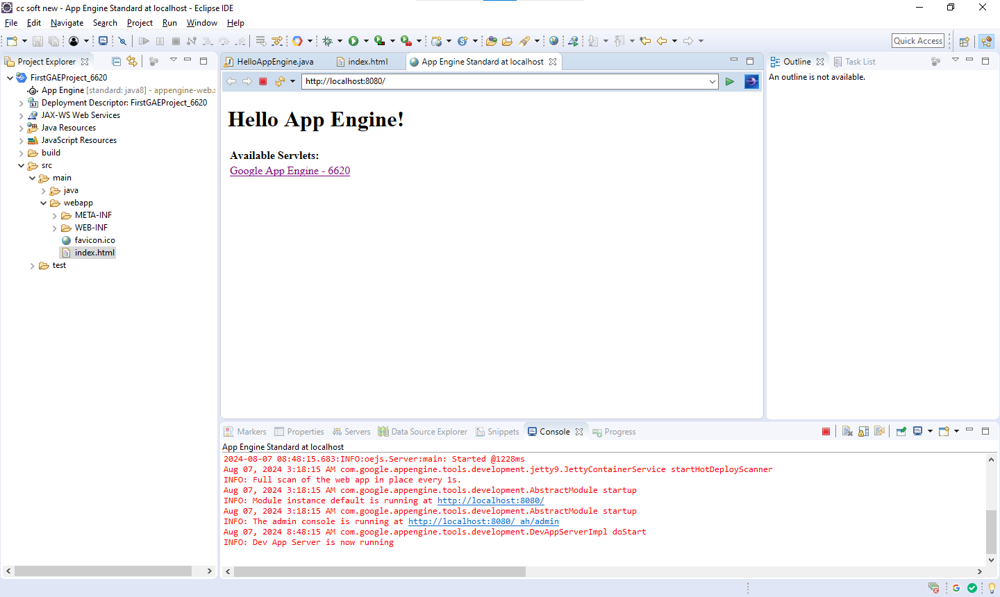 cc soft new - App Engine Standard at localhost - Eclipse IDE
File Edit Navigate Search Project Run Window Help
Quick Access
Project Explorer
FirstGAEProject_6620
App Engine [standard: java8] - appengine-web.x
Deployment Descriptor: FirstGAEProject_6620
JAX-WS Web Services
Java Resources
JavaScript Resources
build
src
main
java
webapp
META-INF
WEB-INF
favicon.ico
index.html
test
HelloAppEngine.java index.html App Engine Standard at localhost
http://localhost:8080/
Hello App Engine!
Available Servlets:
Google App Engine - 6620
Outline Task List
An outline is not available.
Markers Properties Servers Data Source Explorer Snippets Console Progress
App Engine Standard at localhost
2024-08-07 08:48:15.683:INFO:oejs.Server:main: Started @1228ms
Aug 07, 2024 3:18:15 AM com.google.appengine.tools.development.jetty9.JettyContainerService startHotDeployScanner
INFO: Full scan of the web app in place every 1s.
Aug 07, 2024 3:18:15 AM com.google.appengine.tools.development.AbstractModule startup
INFO: Module instance default is running at http://localhost:8080/
Aug 07, 2024 3:18:15 AM com.google.appengine.tools.development.AbstractModule startup
INFO: The admin console is running at http://localhost:8080/_ah/admin
Aug 07, 2024 8:48:15 AM com.google.appengine.tools.development.DevAppServerImpl doStart
INFO: Dev App Server is now running